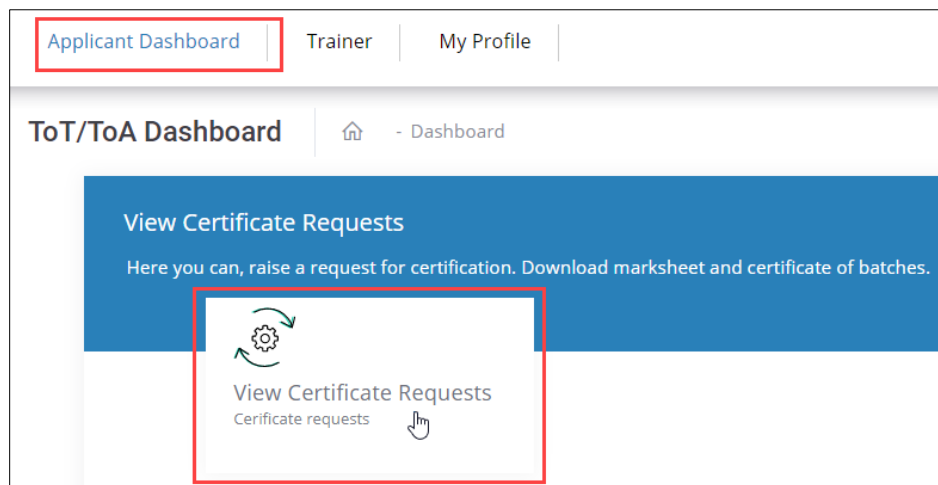 Applicant Dashboard Trainer My Profile
ToT/ToA Dashboard - Dashboard
View Certificate Requests
Here you can, raise a request for certification. Download marksheet and certificate of batches.
View Certificate Requests
Cerificate requests